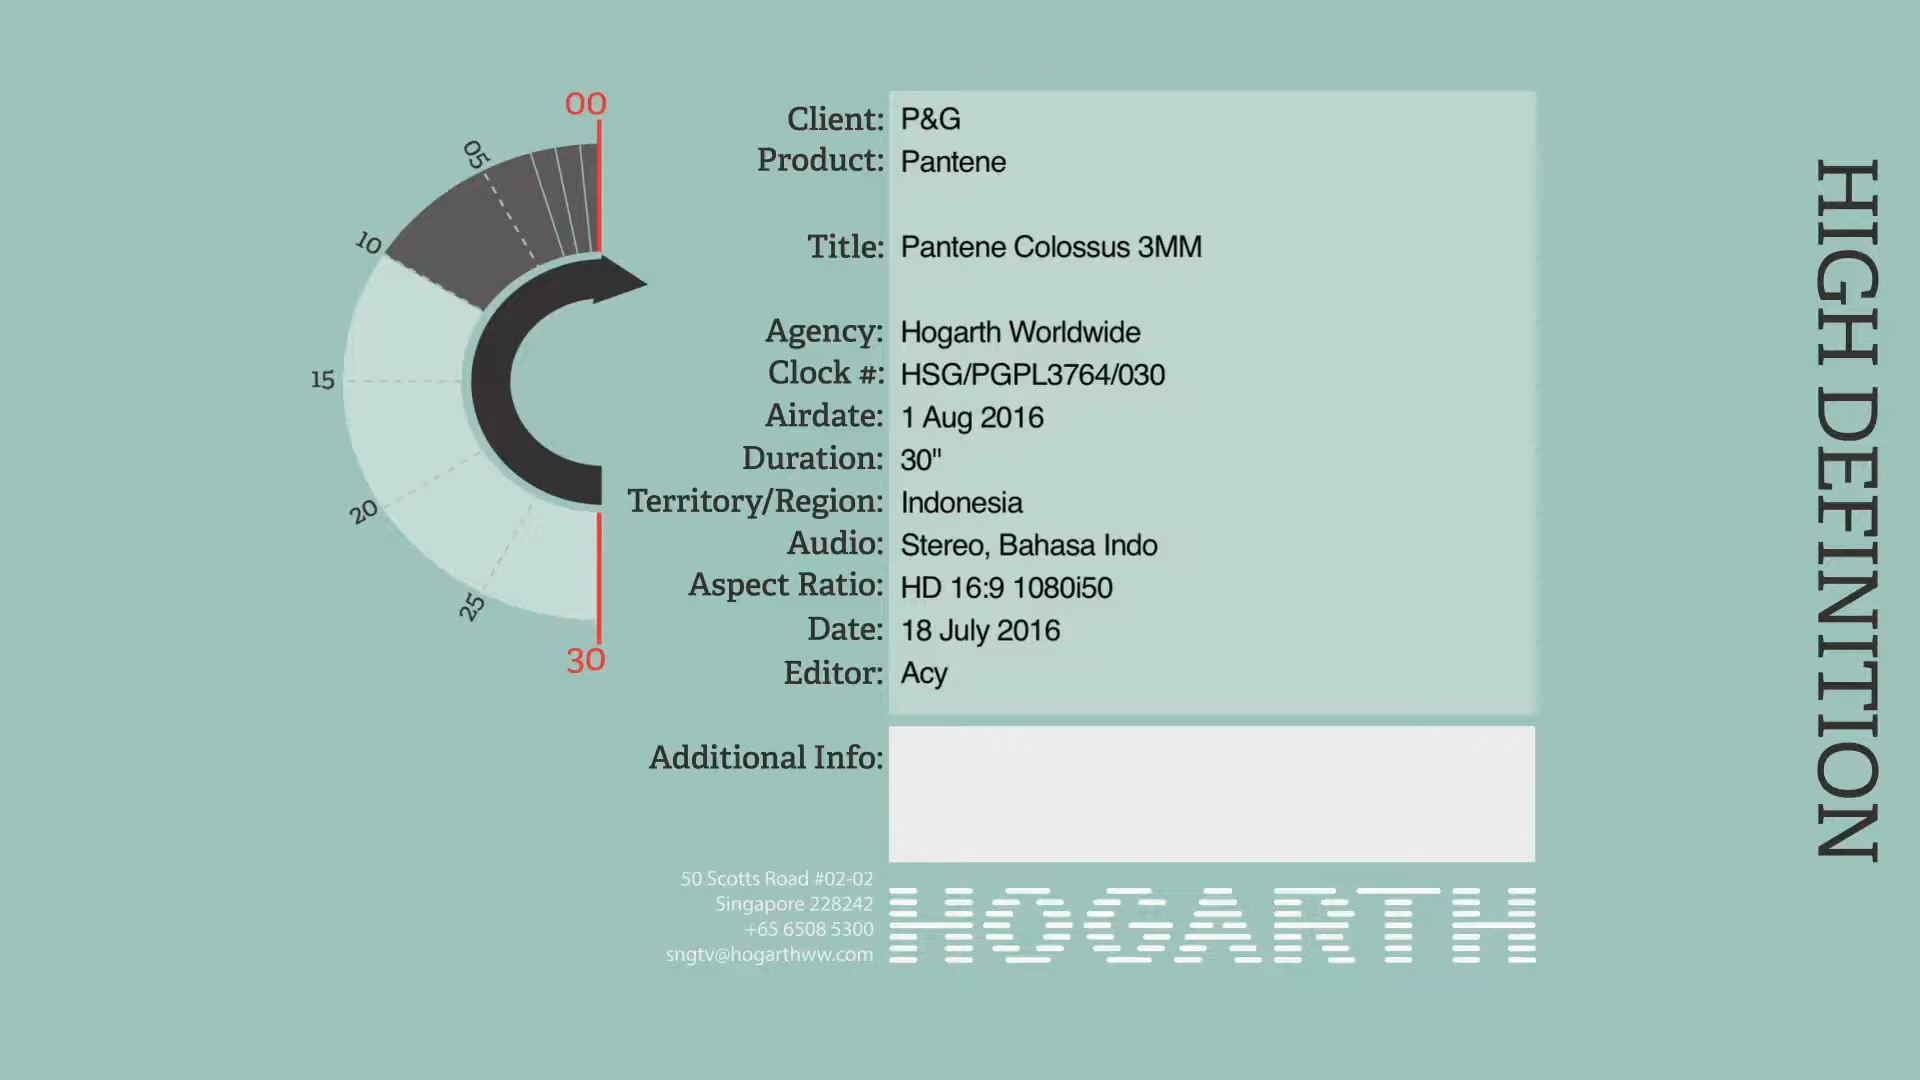 00
05
10
15
20
25
30
Client: P&G
Product: Pantene
Title: Pantene Colossus 3MM
Agency: Hogarth Worldwide
Clock #: HSG/PGPL3764/030
Airdate: 1 Aug 2016
Duration: 30"
Territory/Region: Indonesia
Audio: Stereo, Bahasa Indo
Aspect Ratio: HD 16:9 1080i50
Date: 18 July 2016
Editor: Acy
Additional Info:
50 Scotts Road #02-02
Singapore 228242
+65 6508 5300
sngtv@hogarthww.com
HOGARTH
HIGH DEFINITION